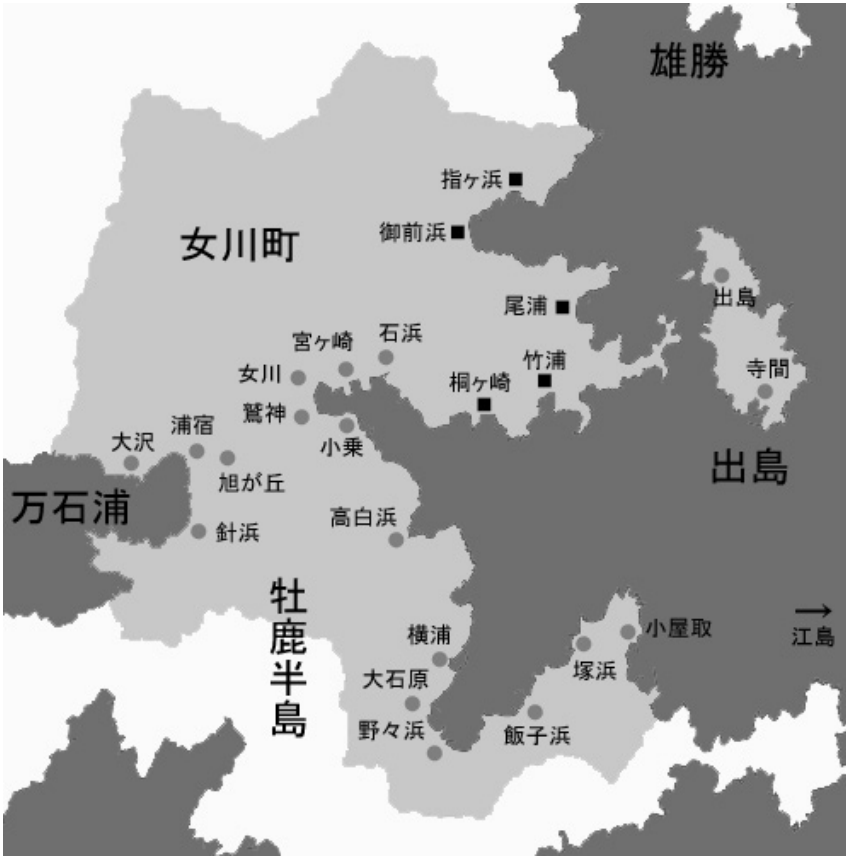 雄勝
指ヶ浜
御前浜
女川町
出島
尾浦
石浜
宮ヶ崎
竹浦
寺間
女川
桐ヶ崎
鷲神
浦宿
大沢
小乗
出島
旭が丘
万石浦
高白浜
針浜
牡鹿半島
→
江島
小屋取
横浦
塚浜
大石原
野々浜
飯子浜